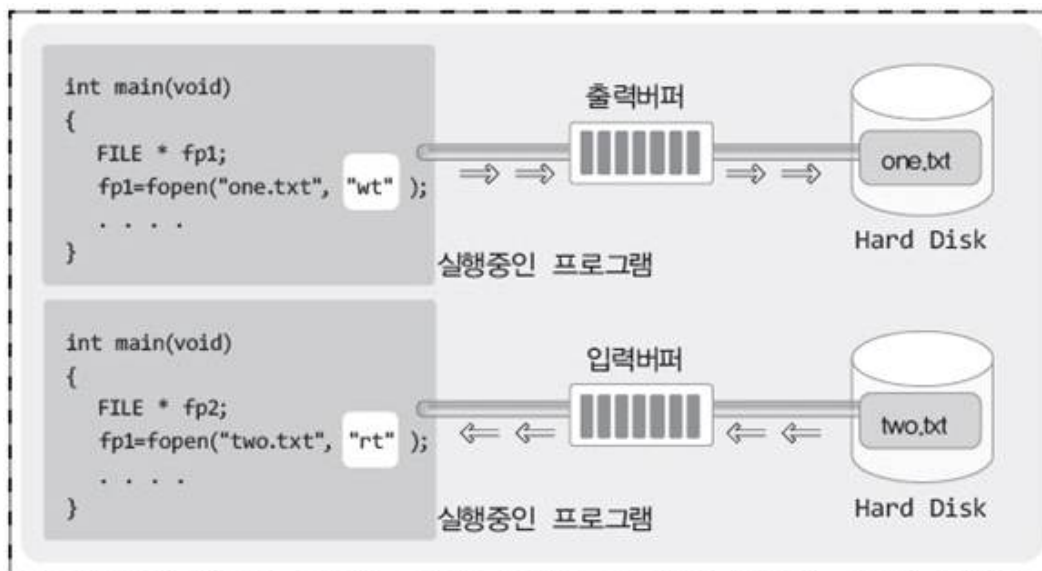 int main(void)
{
FILE * fp1;
fp1=fopen("one.txt", "wt" );
. . . .
}
실행중인 프로그램
출력버퍼
one.txt
Hard Disk
int main(void)
{
FILE * fp2;
fp1=fopen("two.txt", "rt" );
. . . .
}
실행중인 프로그램
입력버퍼
two.txt
Hard Disk